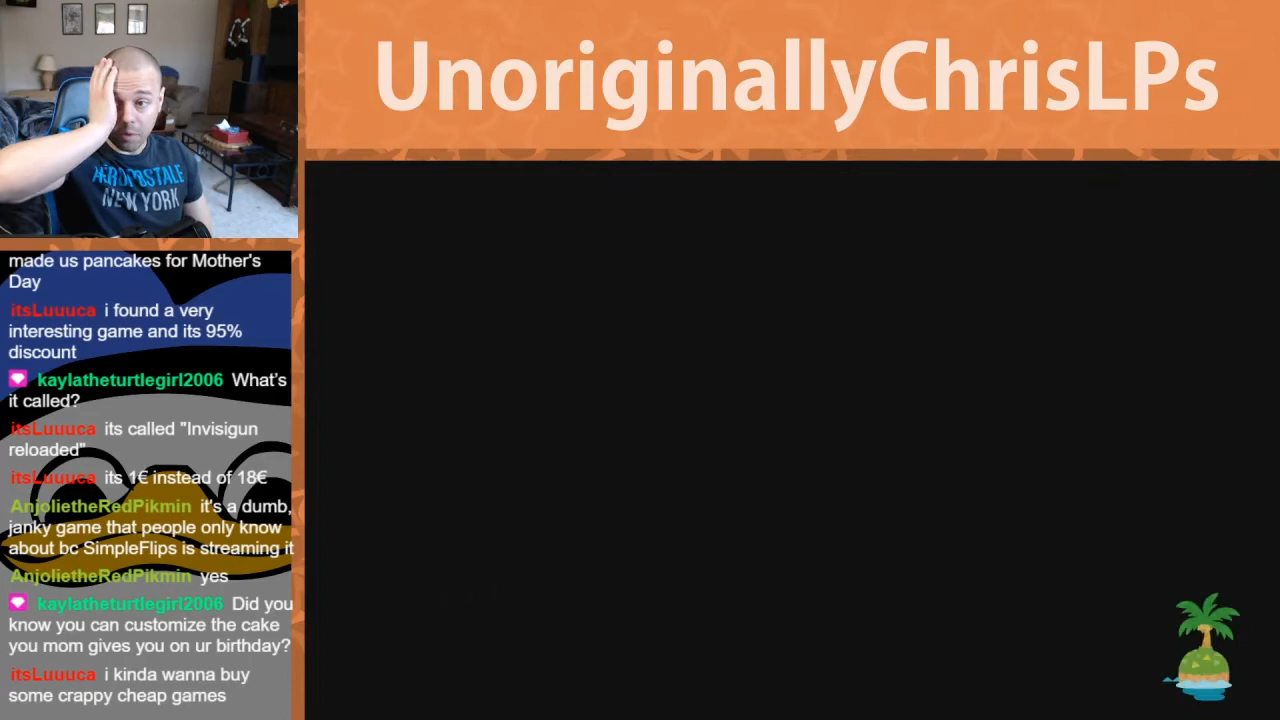 UnoriginallyChrisLPs
AÉROPOSTALE
NEW YORK
made us pancakes for Mother's
Day
itsLuuuca i found a very
interesting game and its 95%
discount
kaylatheturtlegirl2006 What's
it called?
itsLuuuca its called "Invisigun
reloaded"
itsLuuuca its 1€ instead of 18€
AnjolietheRedPikmin it's a dumb,
janky game that people only know
about bc SimpleFlips is streaming it
AnjolietheRedPikmin yes
kaylatheturtlegirl2006 Did you
know you can customize the cake
you mom gives you on ur birthday?
itsLuuuca i kinda wanna buy
some crappy cheap games